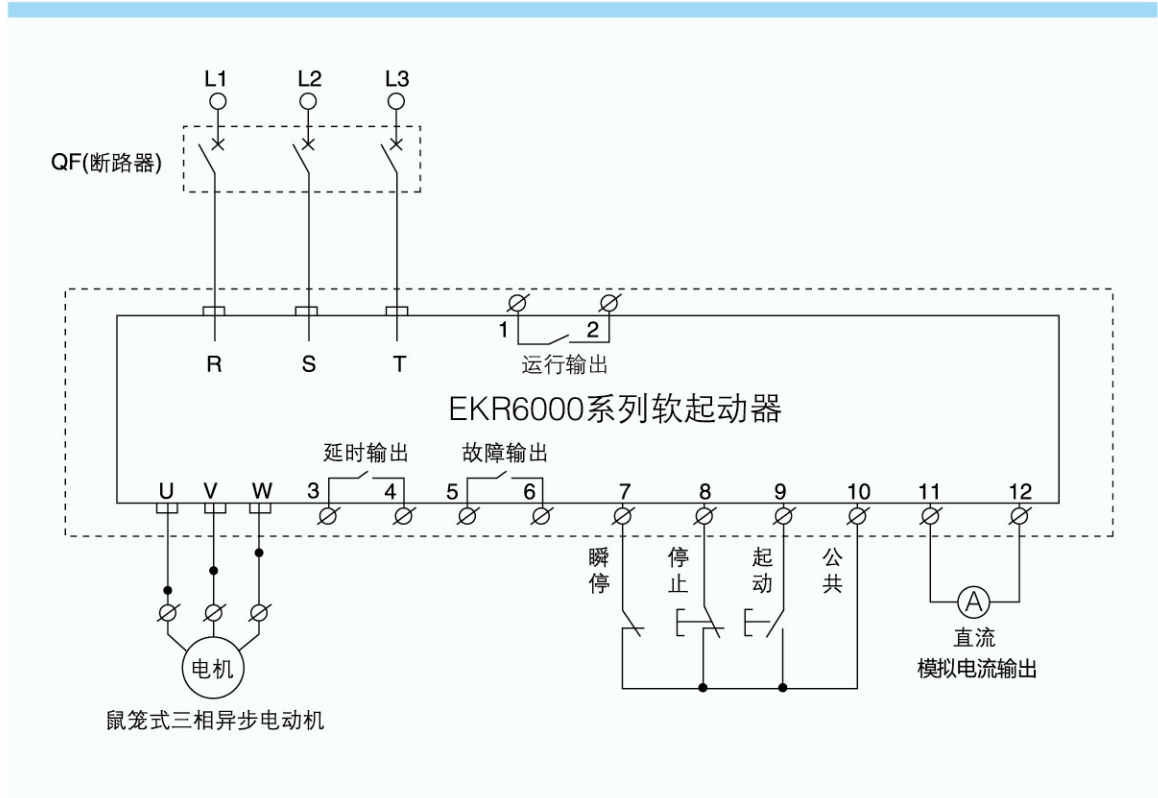 L1 L2 L3
QF(断路器)
1 2
R S T 运行输出
EKR6000系列软起动器
延时输出 故障输出
U V W 3 4 5 6 7 8 9 10 11 12
瞬停 停止 起动 公共
A
电机 直流
模拟电流输出
鼠笼式三相异步电动机